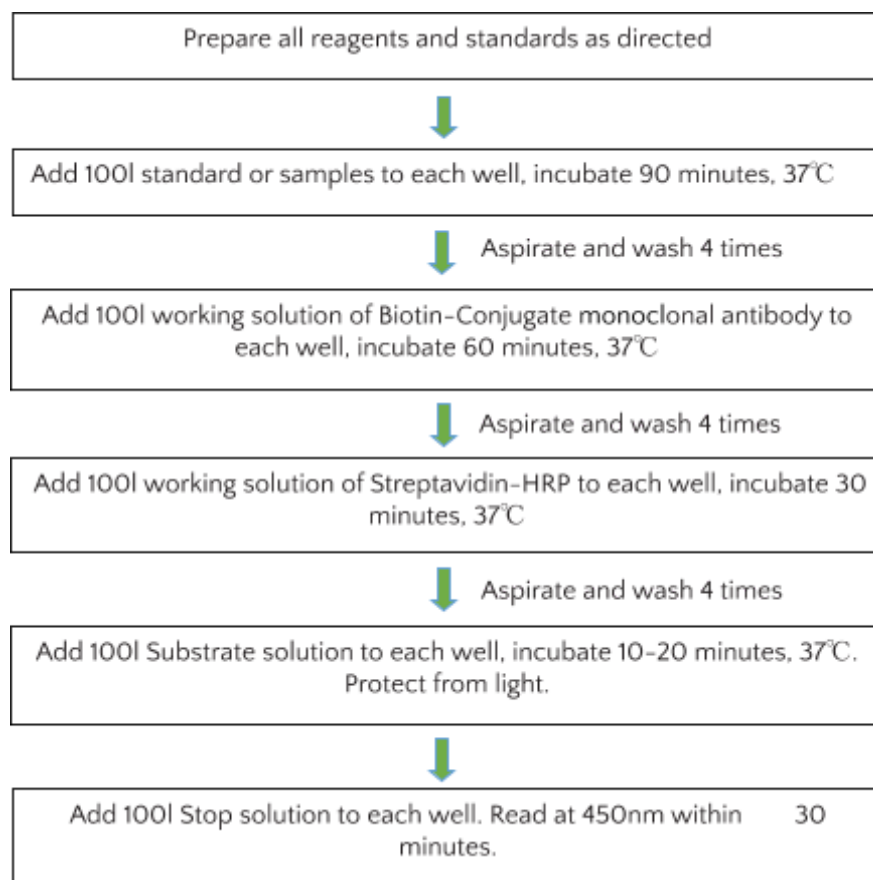 Prepare all reagents and standards as directed
Add 100l standard or samples to each well, incubate 90 minutes, 37℃
Aspirate and wash 4 times
Add 100l working solution of Biotin-Conjugate monoclonal antibody to
each well, incubate 60 minutes, 37℃
Aspirate and wash 4 times
Add 100l working solution of Streptavidin-HRP to each well, incubate 30
minutes, 37℃
Aspirate and wash 4 times
Add 100l Substrate solution to each well, incubate 10-20 minutes, 37℃.
Protect from light.
Add 100l Stop solution to each well. Read at 450nm within 30
minutes.